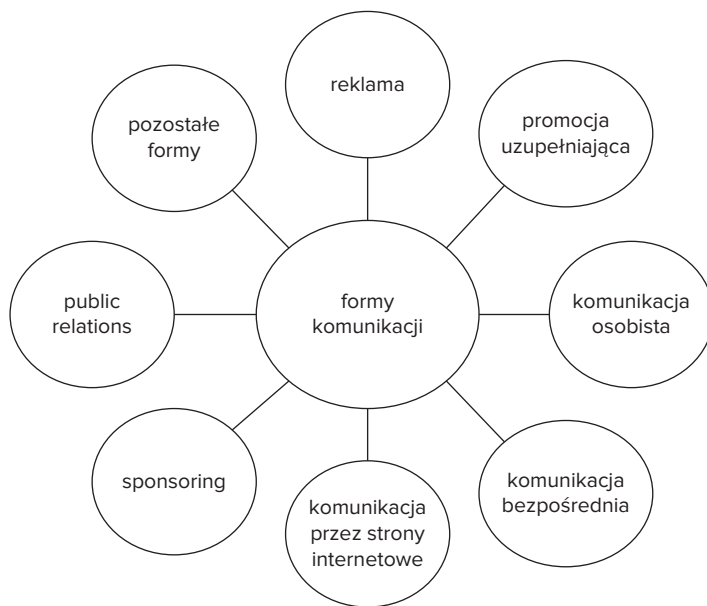 reklama
promocja
uzupełniająca
komunikacja
osobista
komunikacja
bezpośrednia
komunikacja
przez strony
internetowe
sponsoring
public
relations
pozostałe
formy
formy
komunikacji